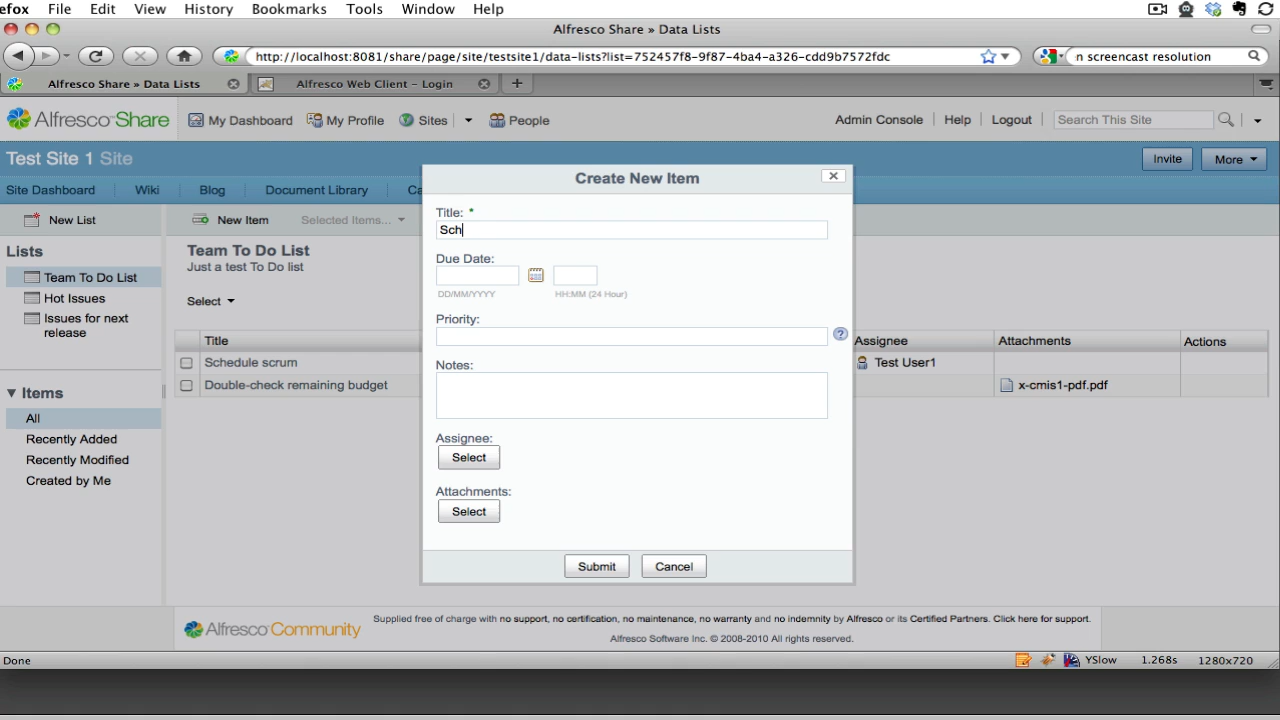 efox File Edit View History Bookmarks Tools Window Help
Alfresco Share » Data Lists
http://localhost:8081/share/page/site/testsite1/data-lists?list=752457f8-9f87-4ba4-a326-cdd9b7572fdc
n screencast resolution
Alfresco Share » Data Lists
Alfresco Web Client - Login
Alfresco Share
My Dashboard My Profile Sites People
Admin Console Help Logout Search This Site
Test Site 1 Site
Invite More
Site Dashboard Wiki Blog Document Library Ca
New List New Item Selected Items...
Lists
Team To Do List
Hot Issues
Issues for next
release
Items
All
Recently Added
Recently Modified
Created by Me
Team To Do List
Just a test To Do list
Select
Title Assignee Attachments Actions
Schedule scrum Test User1
Double-check remaining budget x-cmis1-pdf.pdf
Create New Item
Title: *
Sch
Due Date:
DD/MM/YYYY HH:MM (24 Hour)
Priority:
?
Notes:
Assignee:
Select
Attachments:
Select
Submit Cancel
Alfresco Community
Supplied free of charge with no support, no certification, no maintenance, no warranty and no indemnity by Alfresco or its Certified Partners. Click here for support.
Alfresco Software Inc. © 2008-2010 All rights reserved.
Done YSlow 1.268s 1280x720